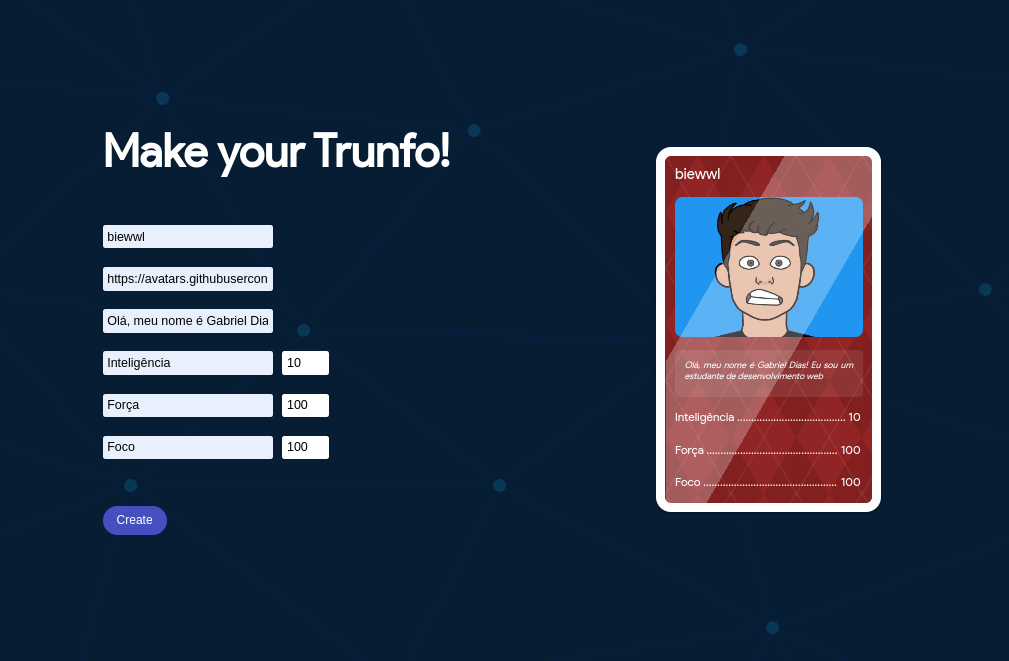 Make your Trunfo!
biewwl
https://avatars.githubusercon
Olá, meu nome é Gabriel Dia
Inteligência 10
Força 100
Foco 100
Create
biewwl
Olá, meu nome é Gabriel Dias! Eu sou um
estudante de desenvolvimento web
Inteligência ....................................... 10
Força ............................................... 100
Foco ................................................ 100